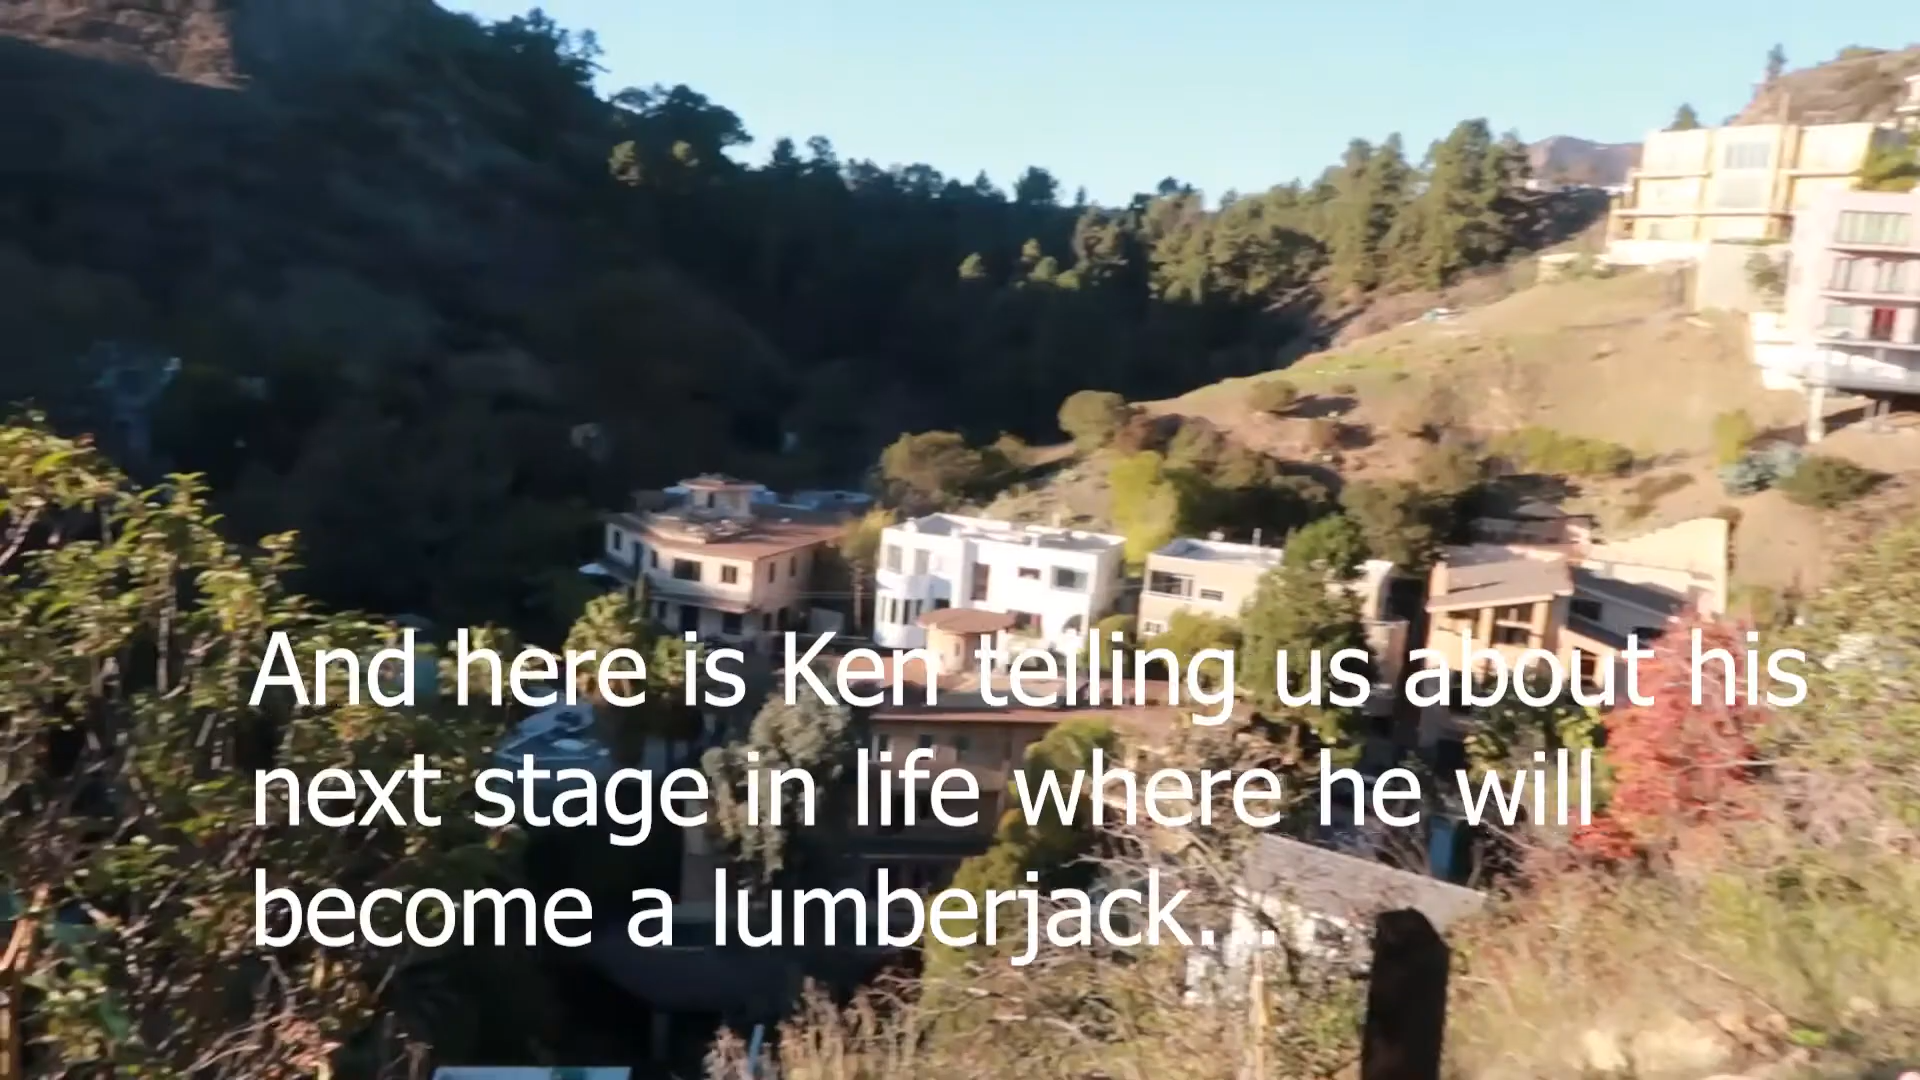 And here is Ken telling us about his
next stage in life where he will
become a lumberjack. . .